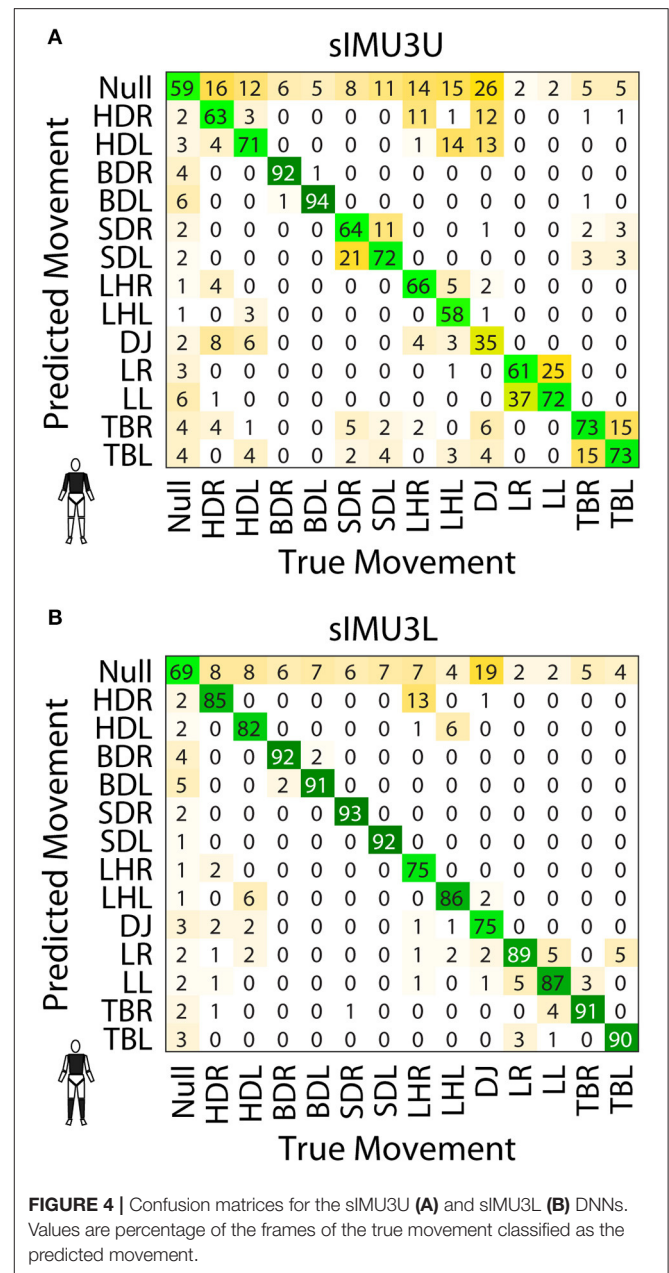 A
sIMU3U
Predicted Movement
Null 59 16 12 6 5 8 11 14 15 26 2 2 5 5
HDR 2 63 3 0 0 0 0 11 1 12 0 0 1 1
HDL 3 4 71 0 0 0 0 1 14 13 0 0 0 0
BDR 4 0 0 92 1 0 0 0 0 0 0 0 0 0
BDL 6 0 0 1 94 0 0 0 0 0 0 0 1 0
SDR 2 0 0 0 0 64 11 0 0 1 0 0 2 3
SDL 2 0 0 0 0 21 72 0 0 0 0 0 3 3
LHR 1 4 0 0 0 0 0 66 5 2 0 0 0 0
LHL 1 0 3 0 0 0 0 0 58 1 0 0 0 0
DJ 2 8 6 0 0 0 0 4 3 35 0 0 0 0
LR 3 0 0 0 0 0 0 0 1 0 61 25 0 0
LL 6 1 0 0 0 0 0 0 0 0 37 72 0 0
TBR 4 4 1 0 0 5 2 2 0 6 0 0 73 15
TBL 4 0 4 0 0 2 4 0 3 4 0 0 15 73
Null HDR HDL BDR BDL SDR SDL LHR LHL DJ LR LL TBR TBL
True Movement
B
sIMU3L
Predicted Movement
Null 69 8 8 6 7 6 7 7 4 19 2 2 5 4
HDR 2 85 0 0 0 0 0 13 0 1 0 0 0 0
HDL 2 0 82 0 0 0 0 1 6 0 0 0 0 0
BDR 4 0 0 92 2 0 0 0 0 0 0 0 0 0
BDL 5 0 0 2 91 0 0 0 0 0 0 0 0 0
SDR 2 0 0 0 0 93 0 0 0 0 0 0 0 0
SDL 1 0 0 0 0 0 92 0 0 0 0 0 0 0
LHR 1 2 0 0 0 0 0 75 0 0 0 0 0 0
LHL 1 0 6 0 0 0 0 0 86 2 0 0 0 0
DJ 3 2 2 0 0 0 0 1 1 75 0 0 0 0
LR 2 1 2 0 0 0 0 1 2 2 89 5 0 5
LL 2 1 0 0 0 0 0 1 0 1 5 87 3 0
TBR 2 1 0 0 0 1 0 0 0 0 0 4 91 0
TBL 3 0 0 0 0 0 0 0 0 0 3 1 0 90
Null HDR HDL BDR BDL SDR SDL LHR LHL DJ LR LL TBR TBL
True Movement
FIGURE 4 | Confusion matrices for the sIMU3U (A) and sIMU3L (B) DNNs.
Values are percentage of the frames of the true movement classified as the
predicted movement.